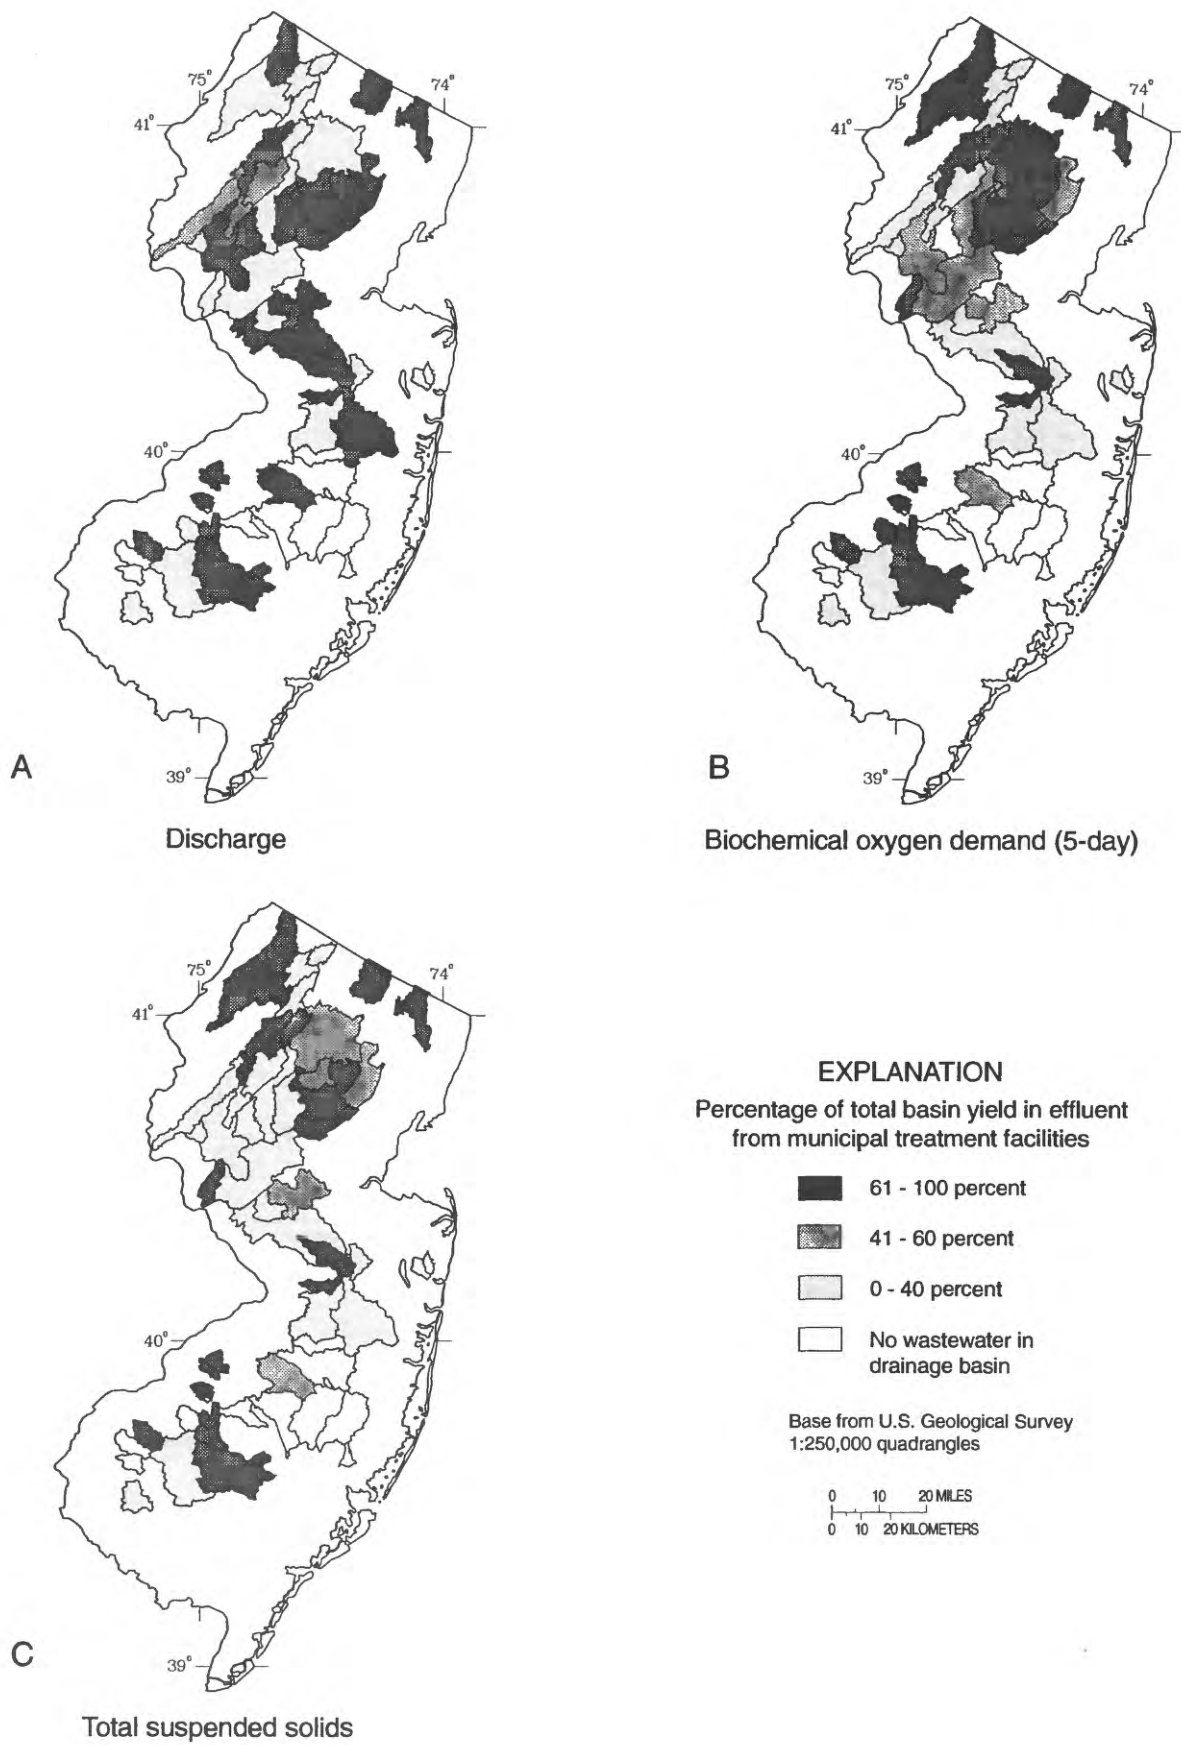 75°
74°
41°
40°
39°
A
Discharge
75°
74°
41°
40°
39°
B
Biochemical oxygen demand (5-day)
75°
74°
41°
40°
39°
C
Total suspended solids
EXPLANATION
Percentage of total basin yield in effluent
from municipal treatment facilities
61 - 100 percent
41 - 60 percent
0 - 40 percent
No wastewater in
drainage basin
Base from U.S. Geological Survey
1:250,000 quadrangles
0 10 20 MILES
0 10 20 KILOMETERS